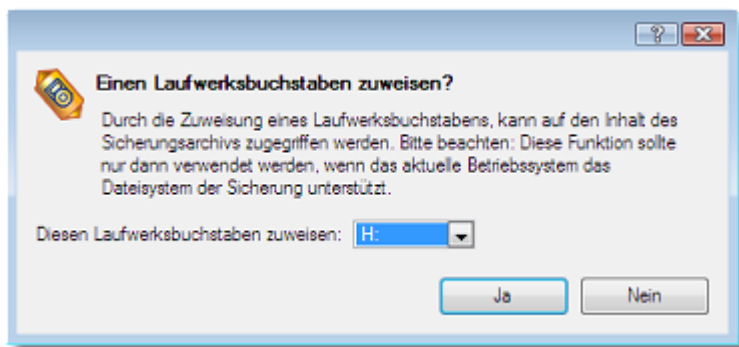 Einen Laufwerksbuchstaben zuweisen?
Durch die Zuweisung eines Laufwerksbuchstabens, kann auf den Inhalt des
Sicherungsarchivs zugegriffen werden. Bitte beachten: Diese Funktion sollte
nur dann verwendet werden, wenn das aktuelle Betriebssystem das
Dateisystem der Sicherung unterstützt.
Diesen Laufwerksbuchstaben zuweisen: H:
Ja Nein